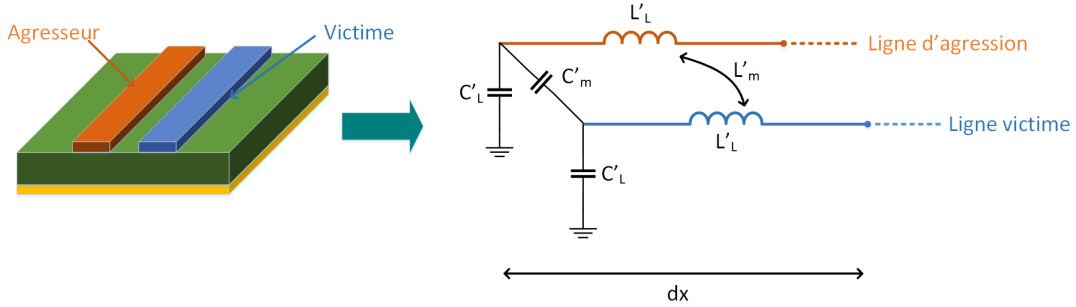 Agresseur
Victime
L'L
Ligne d'agression
C'L
C'm
L'm
L'L
Ligne victime
C'L
dx